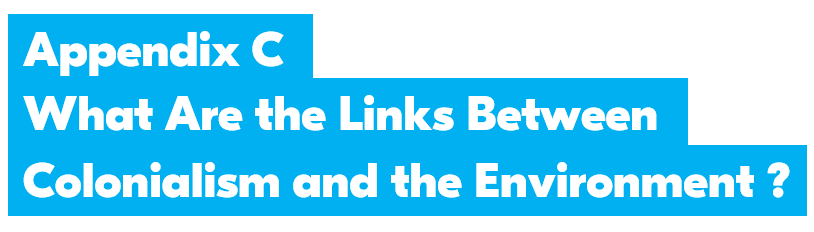 Appendix C
What Are the Links Between
Colonialism and the Environment ?